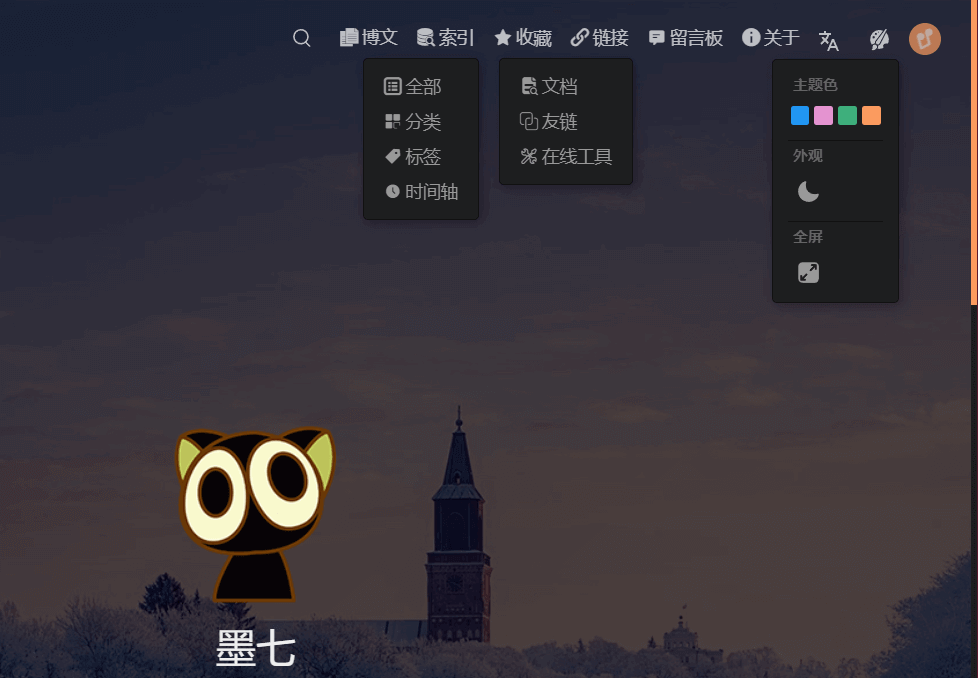 博文 索引 收藏 链接 留言板 关于
全部
分类
标签
时间轴
文档
友链
在线工具
主题色
外观
全屏
墨七